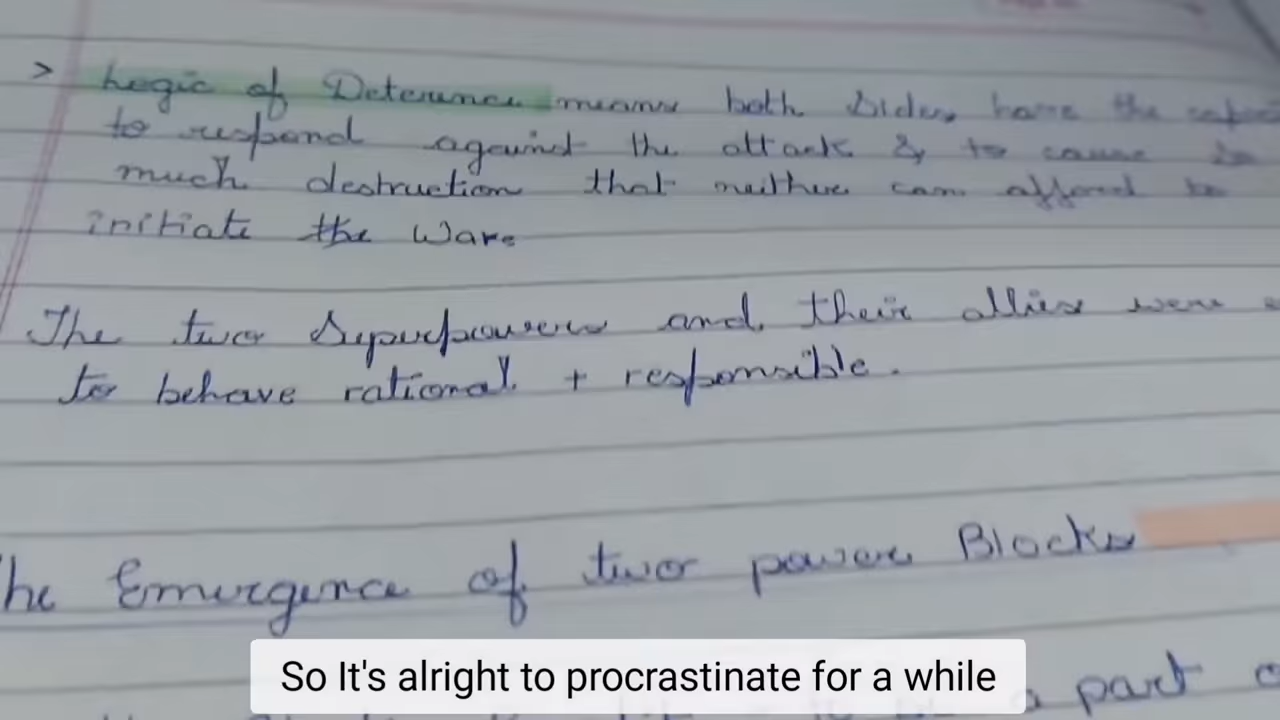 > Logic of Deterrence means both sides have the
to respond against the attack & to cause so
much destruction that neither can afford to
initiate the War.
The two Superpowers and their allies were
to behave rational + responsible.
The Emergence of two power Blocks
So It's alright to procrastinate for a while
a part